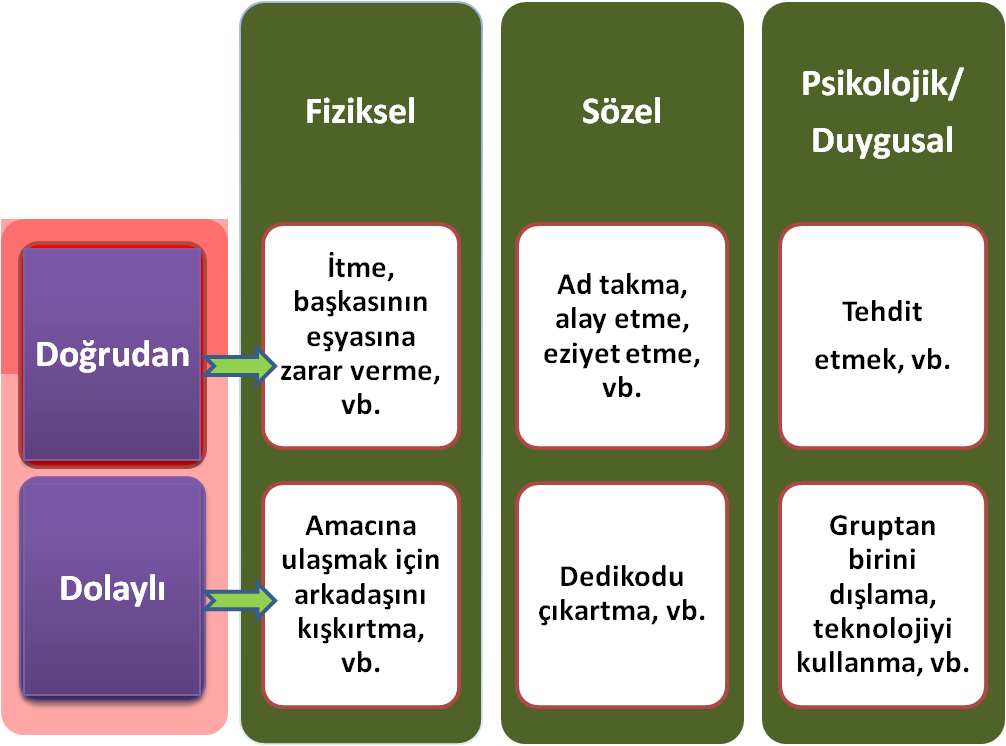 Fiziksel
Sözel
Psikolojik/
Duygusal
Doğrudan
İtme,
başkasının
eşyasına
zarar verme,
vb.
Ad takma,
alay etme,
eziyet etme,
vb.
Tehdit
etmek, vb.
Dolaylı
Amacına
ulaşmak için
arkadaşını
kışkırtma,
vb.
Dedikodu
çıkartma, vb.
Gruptan
birini
dışlama,
teknolojiyi
kullanma, vb.